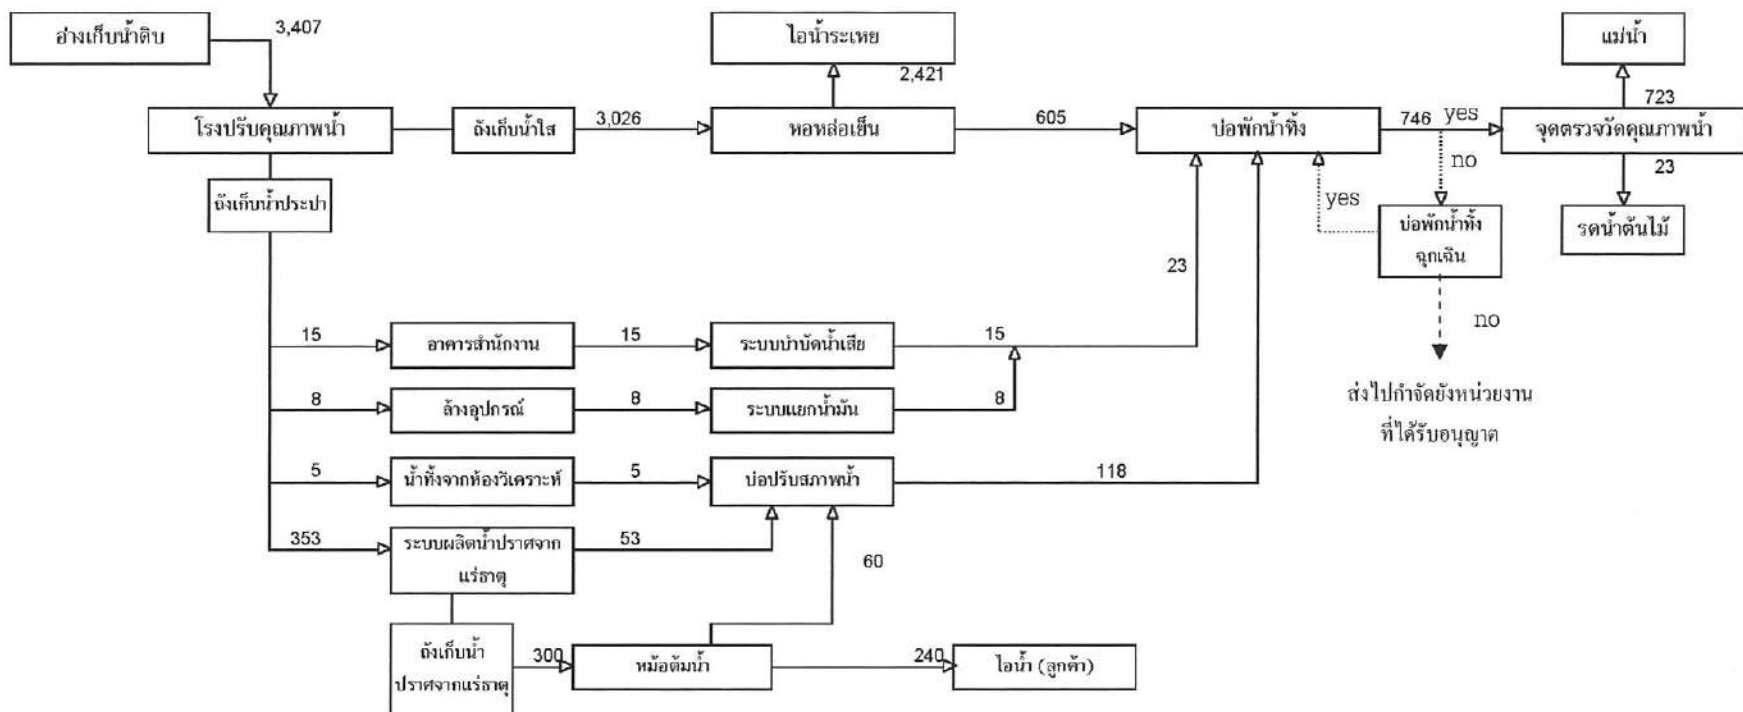 อ่างเก็บน้ำดิบ
3,407
ไอน้ำระเหย
2,421
แม่น้ำ
723
โรงปรับคุณภาพน้ำ
ถังเก็บน้ำใส
3,026
หอหล่อเย็น
605
บ่อพักน้ำทิ้ง
746
yes
จุดตรวจวัดคุณภาพน้ำ
no
23
ถังเก็บน้ำประปา
yes
บ่อพักน้ำทิ้ง
ฉุกเฉิน
รดน้ำต้นไม้
23
no
15
อาคารสำนักงาน
15
ระบบบำบัดน้ำเสีย
15
8
ล้างอุปกรณ์
8
ระบบแยกน้ำมัน
8
ส่งไปกำจัดยังหน่วยงาน
ที่ได้รับอนุญาต
5
น้ำทิ้งจากห้องวิเคราะห์
5
บ่อปรับสภาพน้ำ
118
353
ระบบผลิตน้ำปราศจาก
แร่ธาตุ
53
60
ถังเก็บน้ำ
ปราศจากแร่ธาตุ
300
หม้อต้มน้ำ
240
ไอน้ำ (ลูกค้า)